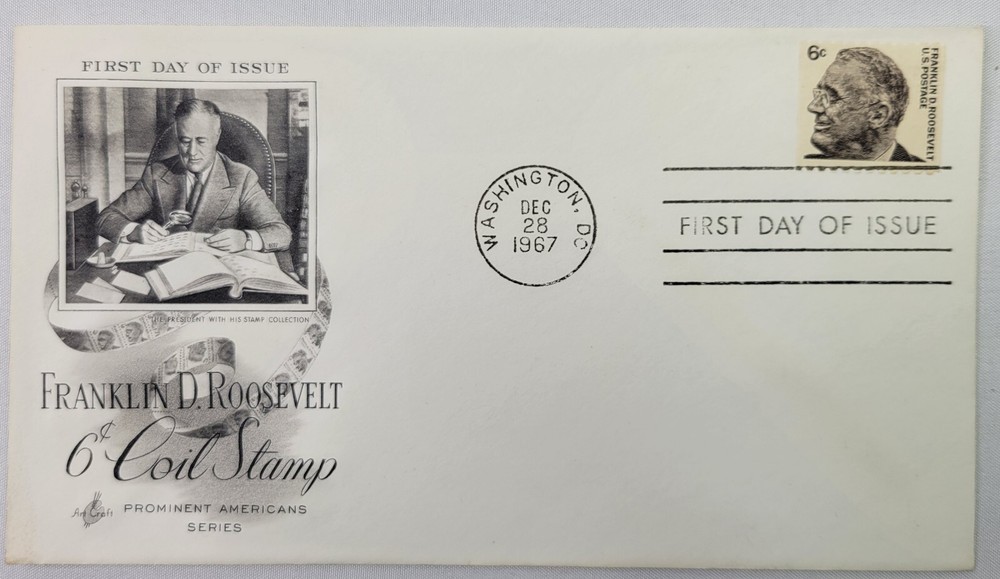 FIRST DAY OF ISSUE
THE PRESIDENT WITH HIS STAMP COLLECTION
FRANKLIN D. ROOSEVELT
6¢ Coil Stamp
Art Craft
PROMINENT AMERICANS
SERIES
WASHINGTON, DC
DEC
28
1967
6c
FRANKLIN D. ROOSEVELT
U.S. POSTAGE
FIRST DAY OF ISSUE